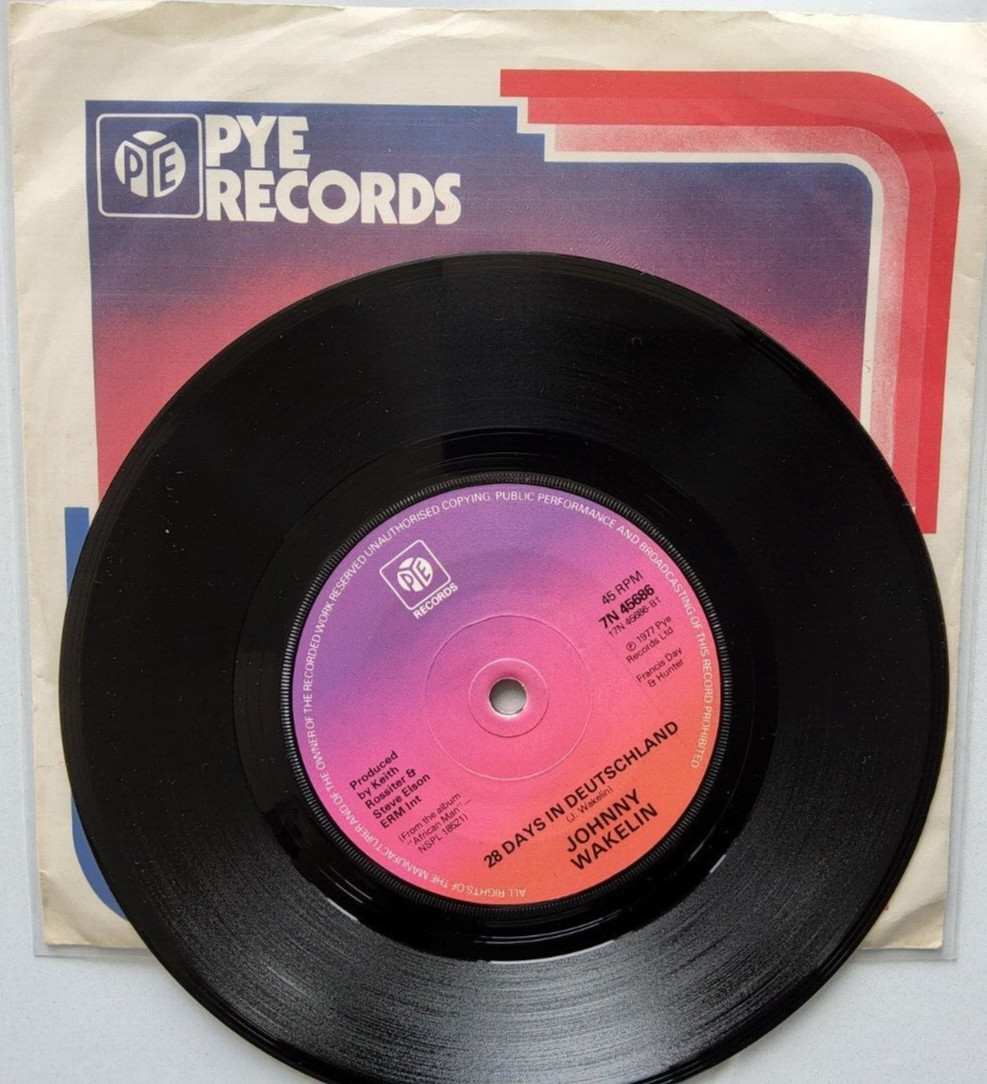 PYE
PYE
RECORDS
ALL RIGHTS OF THE MANUFACTURER AND OF THE OWNER OF THE RECORDED WORK RESERVED UNAUTHORISED COPYING, PUBLIC PERFORMANCE AND BROADCASTING OF THIS RECORD PROHIBITED
PYE
RECORDS
45 RPM
7N 45686
17N 45686 B1
℗ 1977 Pye
Records Ltd
Francis Day
& Hunter
Produced
by Keith
Rossiter &
Steve Elson
ERM Int
(From the album
"African Man" —
NSPL 18521)
28 DAYS IN DEUTSCHLAND
(J. Wakelin)
JOHNNY
WAKELIN